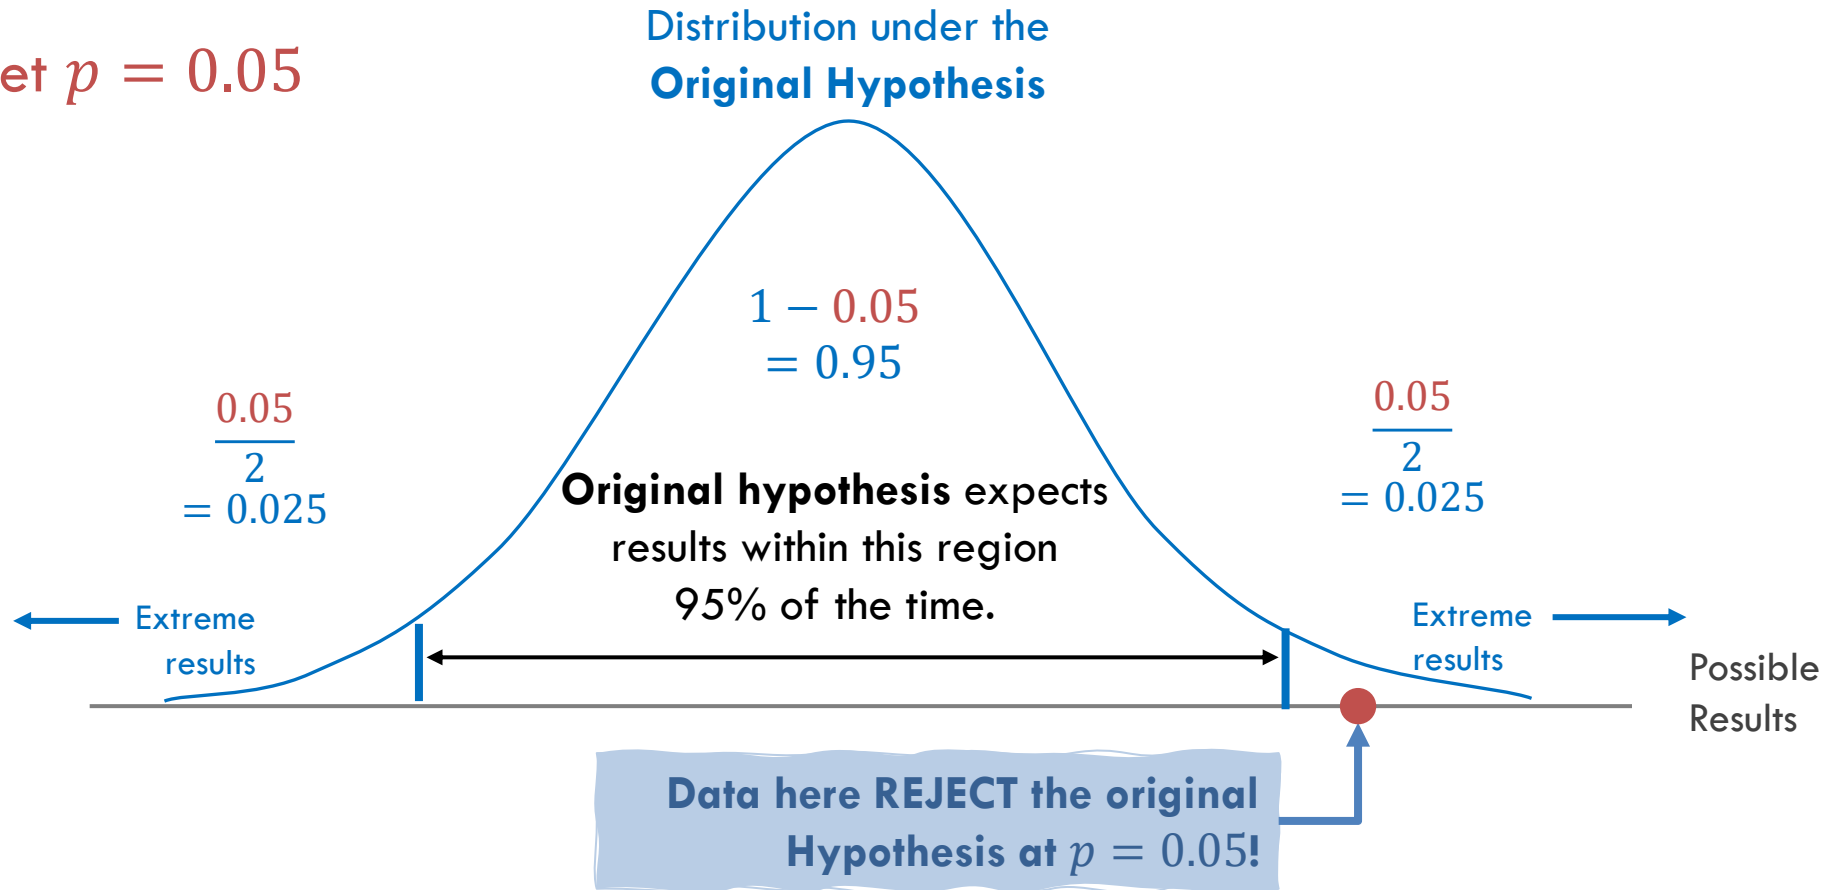 et p = 0.05
Distribution under the
Original Hypothesis
1 − 0.05
= 0.95
0.05
2
= 0.025
0.05
2
= 0.025
Original hypothesis expects
results within this region
95% of the time.
Extreme
results
Extreme
results
Possible
Results
Data here REJECT the original
Hypothesis at p = 0.05!